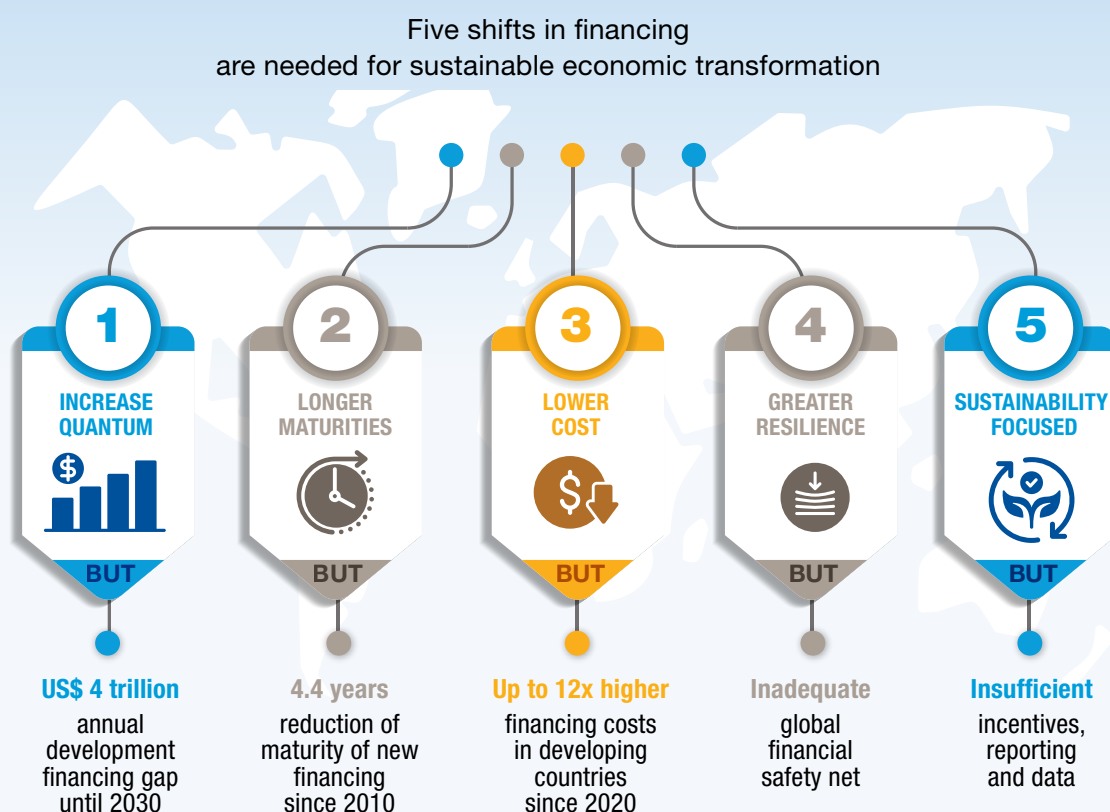 Five shifts in financing
are needed for sustainable economic transformation
1
INCREASE
QUANTUM
$
BUT
US$ 4 trillion
annual
development
financing gap
until 2030
2
LONGER
MATURITIES
BUT
4.4 years
reduction of
maturity of new
financing
since 2010
3
LOWER
COST
$
BUT
Up to 12x higher
financing costs
in developing
countries
since 2020
4
GREATER
RESILIENCE
BUT
Inadequate
global
financial
safety net
5
SUSTAINABILITY
FOCUSED
BUT
Insufficient
incentives,
reporting
and data